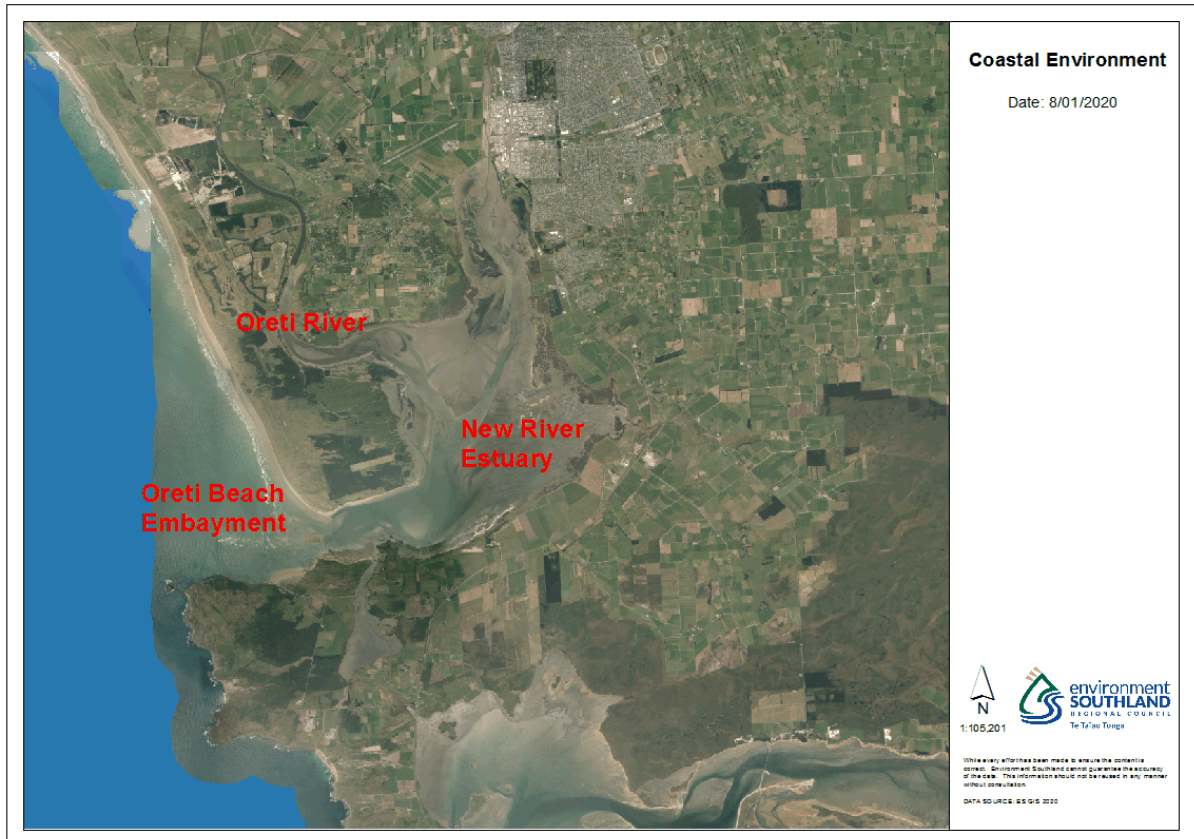 Coastal Environment
Date: 8/01/2020
Oreti River
New River
Estuary
Oreti Beach
Embayment
N
1:105,201
environment
SOUTHLAND
REGIONAL COUNCIL
Te Taiao Tonga
While every effort has been made to ensure the content is
correct. Environment Southland cannot guarantee the accuracy
of the data. This information should not be reused in any manner
without consultation.
DATA SOURCE: ES GIS 2020